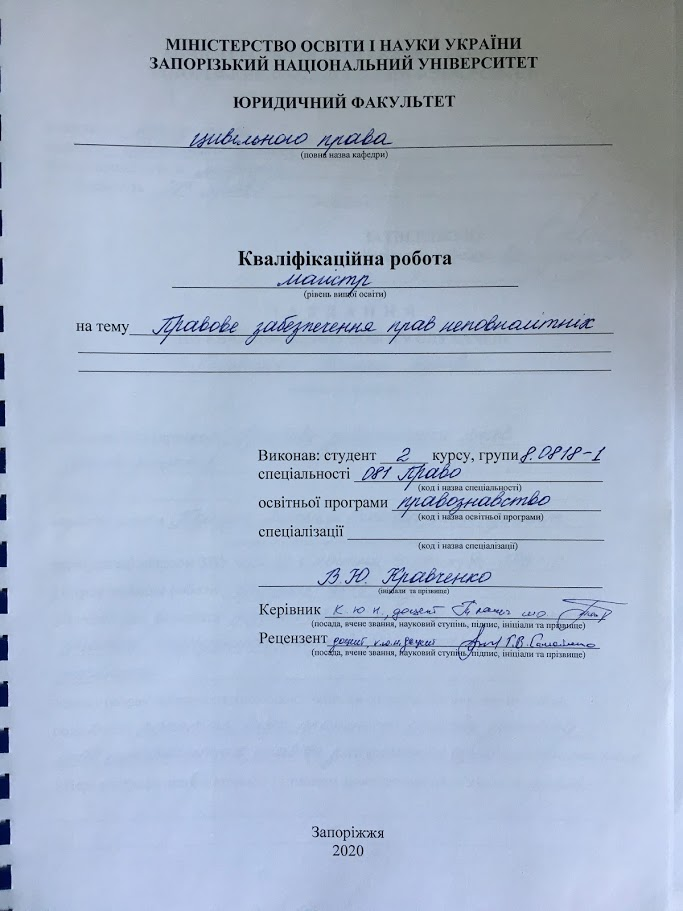 МІНІСТЕРСТВО ОСВІТИ І НАУКИ УКРАЇНИ
ЗАПОРІЗЬКИЙ НАЦІОНАЛЬНИЙ УНІВЕРСИТЕТ
ЮРИДИЧНИЙ ФАКУЛЬТЕТ
цивільного права
(повна назва кафедри)
Кваліфікаційна робота
магістр
(рівень вищої освіти)
на тему Правове забезпечення прав неповнолітніх
Виконав: студент 2 курсу, групи 8.0818-1
спеціальності 081 Право
(код і назва спеціальності)
освітньої програми правознавство
(код і назва освітньої програми)
спеціалізації
(код і назва спеціалізації)
В.Ю. Кравченко
(ініціали та прізвище)
Керівник к.ю.н., доцент
(посада, вчене звання, науковий ступінь, підпис, ініціали та прізвище)
Рецензент доцент, к.ю.н., доцент
(посада, вчене звання, науковий ступінь, підпис, ініціали та прізвище)
Запоріжжя
2020